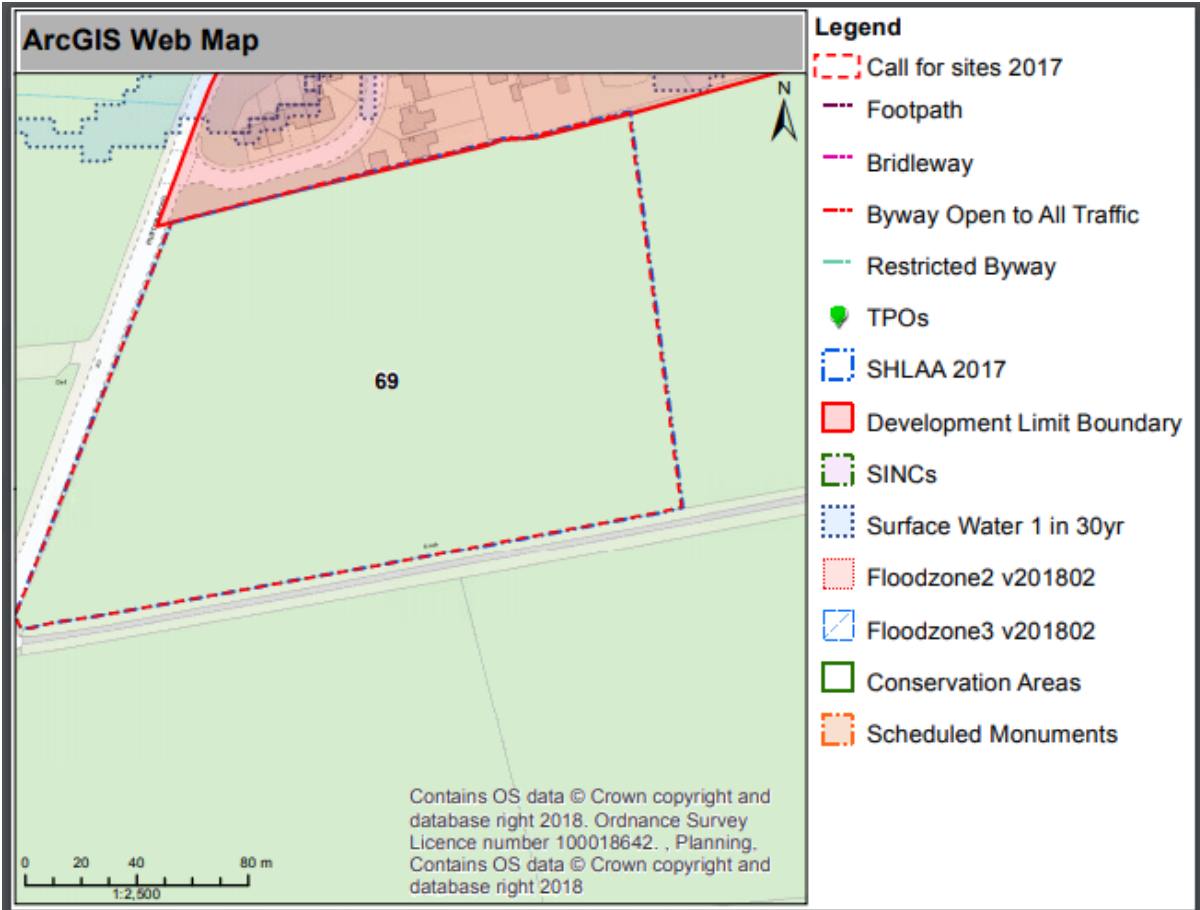 ArcGIS Web Map
N
69
Contains OS data © Crown copyright and
database right 2018. Ordnance Survey
Licence number 100018642. , Planning,
Contains OS data © Crown copyright and
database right 2018
0 20 40 80 m
1:2,500
Legend
Call for sites 2017
Footpath
Bridleway
Byway Open to All Traffic
Restricted Byway
TPOs
SHLAA 2017
Development Limit Boundary
SINCs
Surface Water 1 in 30yr
Floodzone2 v201802
Floodzone3 v201802
Conservation Areas
Scheduled Monuments